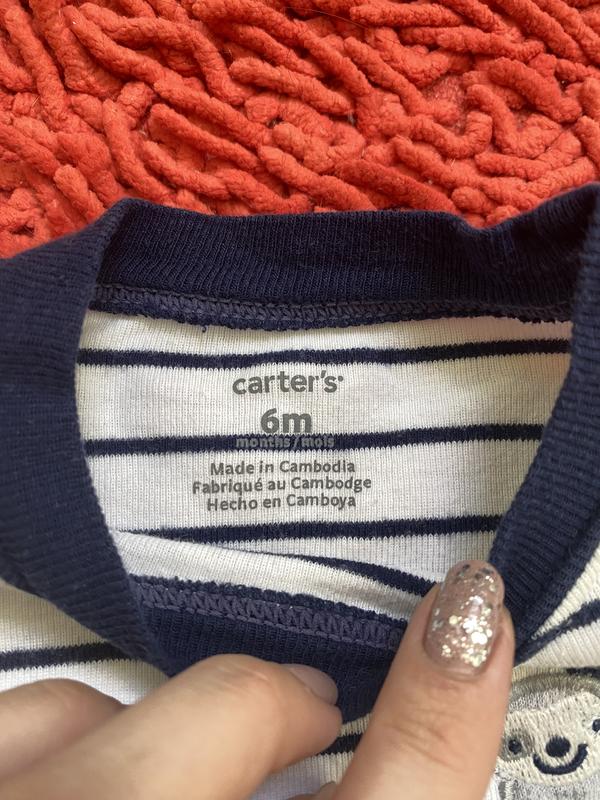 carter's
6m
months/mois
Made in Cambodia
Fabriqué au Cambodge
Hecho en Camboya